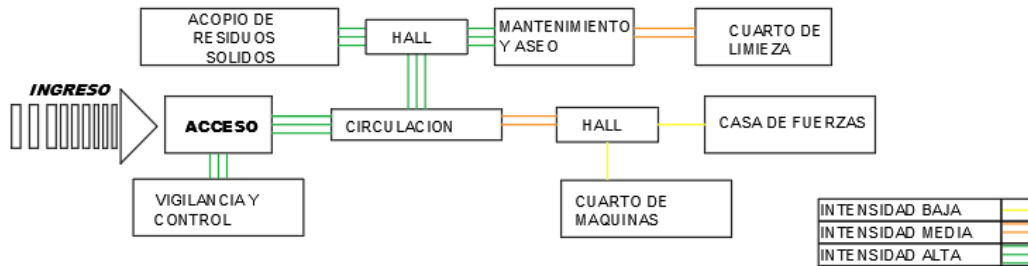 ACOPIO DE
RESIDUOS
SOLIDOS
HALL
MANTENIMIENTO
Y ASEO
CUARTO DE
LIMIEZA
INGRESO
ACCESO
CIRCULACION
HALL
CASA DE FUERZAS
VIGILANCIA Y
CONTROL
CUARTO DE
MAQUINAS
INTENSIDAD BAJA
INTENSIDAD MEDIA
INTENSIDAD ALTA